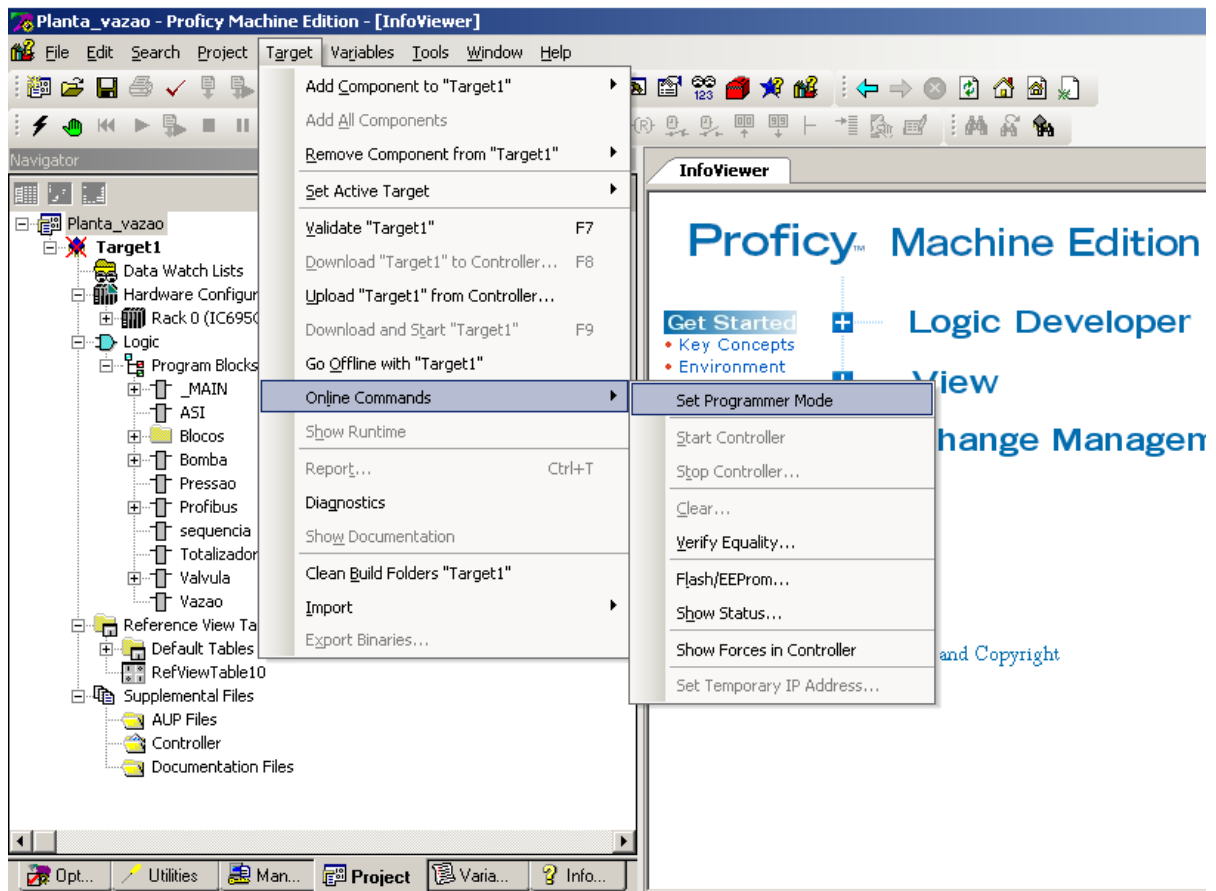 Planta_vazao - Proficy Machine Edition - [InfoViewer]
File Edit Search Project Target Variables Tools Window Help
Navigator
Planta_vazao
Target1
Data Watch Lists
Hardware Configur
Rack 0 (IC695C
Logic
Program Blocks
_MAIN
ASI
Blocos
Bomba
Pressao
Profibus
sequencia
Totalizador
Valvula
Vazao
Reference View Ta
Default Tables
RefViewTable10
Supplemental Files
AUP Files
Controller
Documentation Files
Opt... Utilities Man... Project Varia... Info...
Add Component to "Target1"
Add All Components
Remove Component from "Target1"
Set Active Target
Validate "Target1" F7
Download "Target1" to Controller... F8
Upload "Target1" from Controller...
Download and Start "Target1" F9
Go Offline with "Target1"
Online Commands
Show Runtime
Report... Ctrl+T
Diagnostics
Show Documentation
Clean Build Folders "Target1"
Import
Export Binaries...
Set Programmer Mode
Start Controller
Stop Controller...
Clear...
Verify Equality...
Flash/EEProm...
Show Status...
Show Forces in Controller
Set Temporary IP Address...
InfoViewer
Proficy™ Machine Edition
Get Started
Key Concepts
Environment
Logic Developer
View
hange Managem
and Copyright